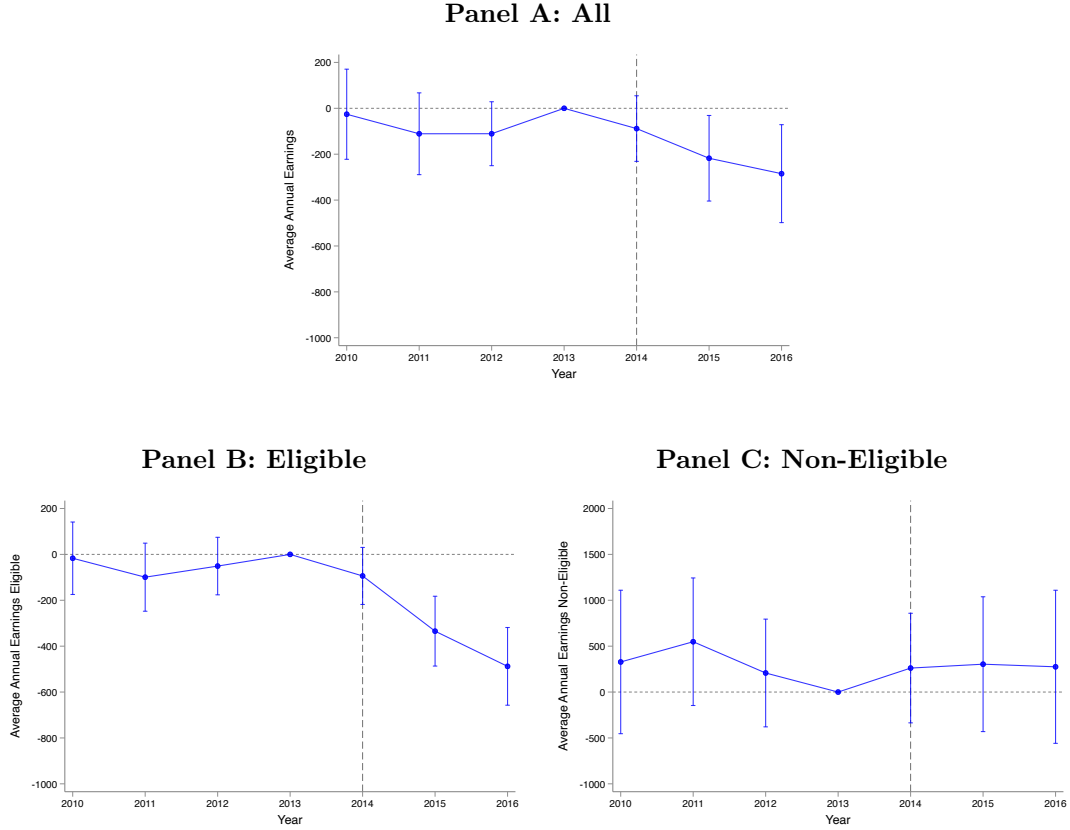 Panel A: All
Average Annual Earnings
200
0
-200
-400
-600
-800
-1000
2010 2011 2012 2013 2014 2015 2016
Year
Panel B: Eligible
Average Annual Earnings Eligible
200
0
-200
-400
-600
-800
-1000
2010 2011 2012 2013 2014 2015 2016
Year
Panel C: Non-Eligible
Average Annual Earnings Non-Eligible
2000
1500
1000
500
0
-500
-1000
2010 2011 2012 2013 2014 2015 2016
Year